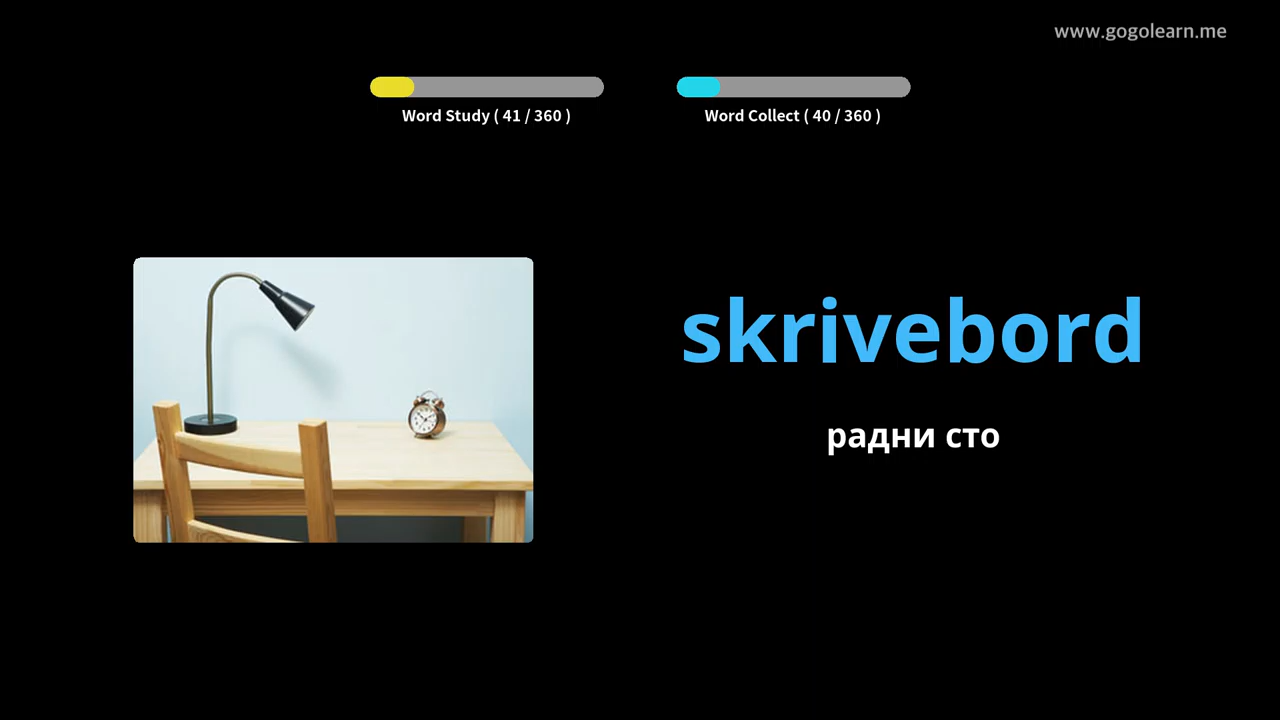 www.gogolearn.me
Word Study ( 41 / 360 )
Word Collect ( 40 / 360 )
skrivebord
радни сто